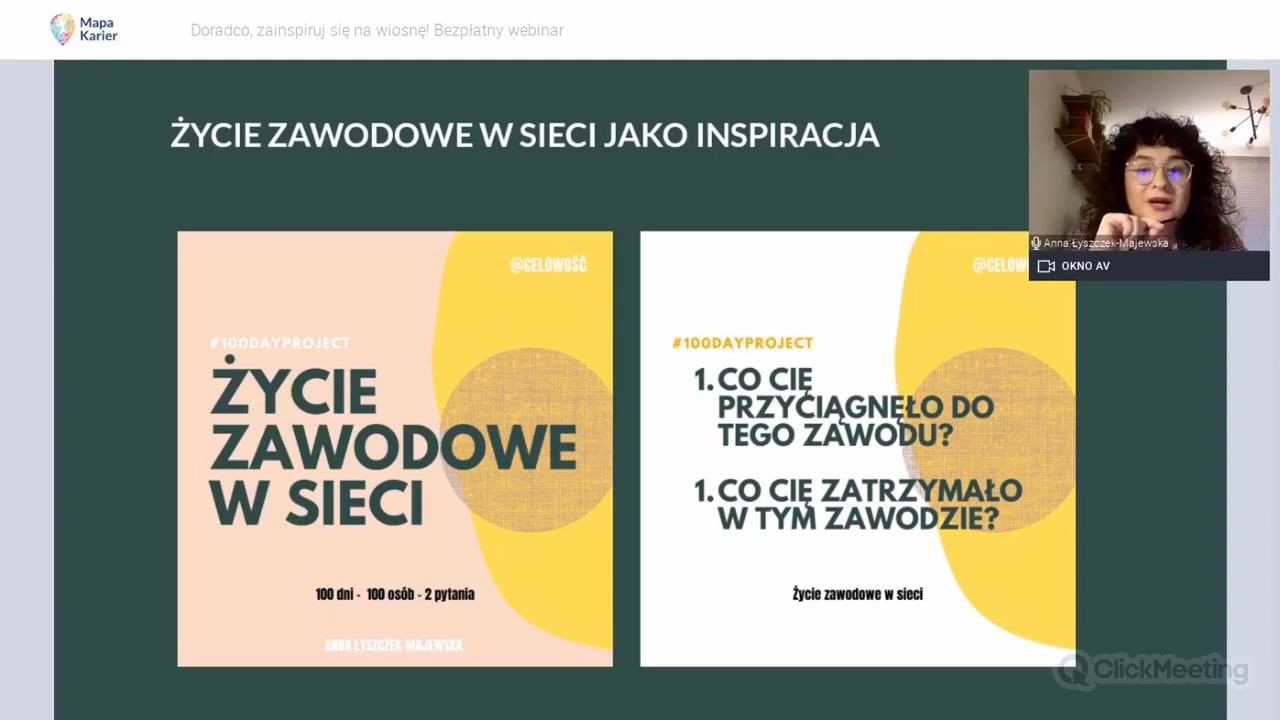 Mapa
Karier
Doradco, zainspiruj się na wiosnę! Bezpłatny webinar
ŻYCIE ZAWODOWE W SIECI JAKO INSPIRACJA
@CELOWOŚĆ
#100DAYPROJECT
ŻYCIE
ZAWODOWE
W SIECI
100 dni - 100 osób - 2 pytania
ANNA ŁYSZCZEK-MAJEWSKA
@CELOW
#100DAYPROJECT
1. CO CIĘ
PRZYCIĄGNĘŁO DO
TEGO ZAWODU?
1. CO CIĘ ZATRZYMAŁO
W TYM ZAWODZIE?
Życie zawodowe w sieci
Anna Łyszczek-Majewska
OKNO AV
ClickMeeting